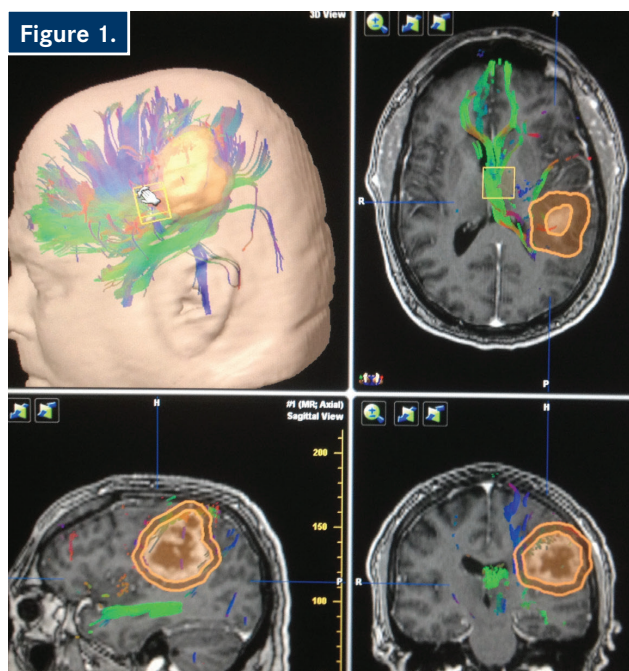 Figure 1.
3D View
A
R
P
H
#1 (MR; Axial)
Sagittal View
200
150
100
P
H
R